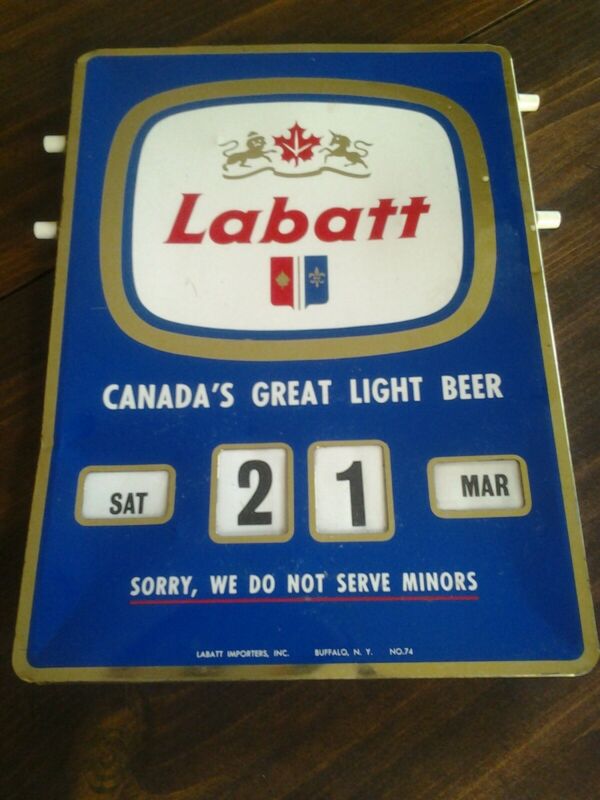 Labatt
CANADA'S GREAT LIGHT BEER
SAT 2 1 MAR
SORRY, WE DO NOT SERVE MINORS
LABATT IMPORTERS, INC. BUFFALO, N. Y. NO.74